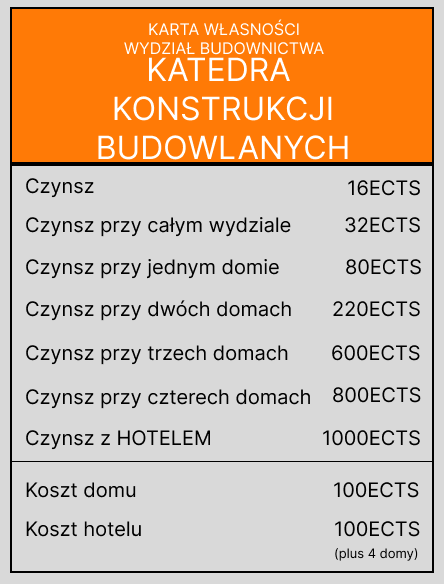 KARTA WŁASNOŚCI
WYDZIAŁ BUDOWNICTWA
KATEDRA
KONSTRUKCJI
BUDOWLANYCH
Czynsz 16ECTS
Czynsz przy całym wydziale 32ECTS
Czynsz przy jednym domie 80ECTS
Czynsz przy dwóch domach 220ECTS
Czynsz przy trzech domach 600ECTS
Czynsz przy czterech domach 800ECTS
Czynsz z HOTELEM 1000ECTS
Koszt domu 100ECTS
Koszt hotelu 100ECTS
(plus 4 domy)